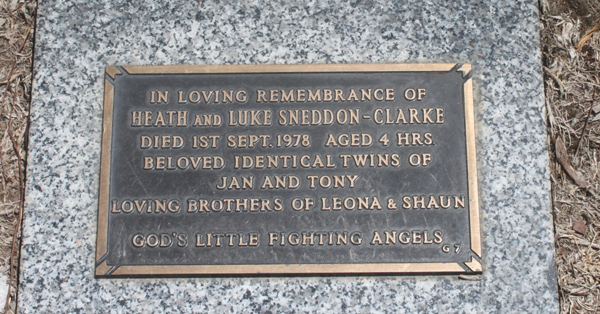 IN LOVING REMEMBRANCE OF
HEATH AND LUKE SNEDDON-CLARKE
DIED 1ST SEPT. 1978 AGED 4 HRS.
BELOVED IDENTICAL TWINS OF
JAN AND TONY
LOVING BROTHERS OF LEONA & SHAUN
GOD'S LITTLE FIGHTING ANGELS
G 7